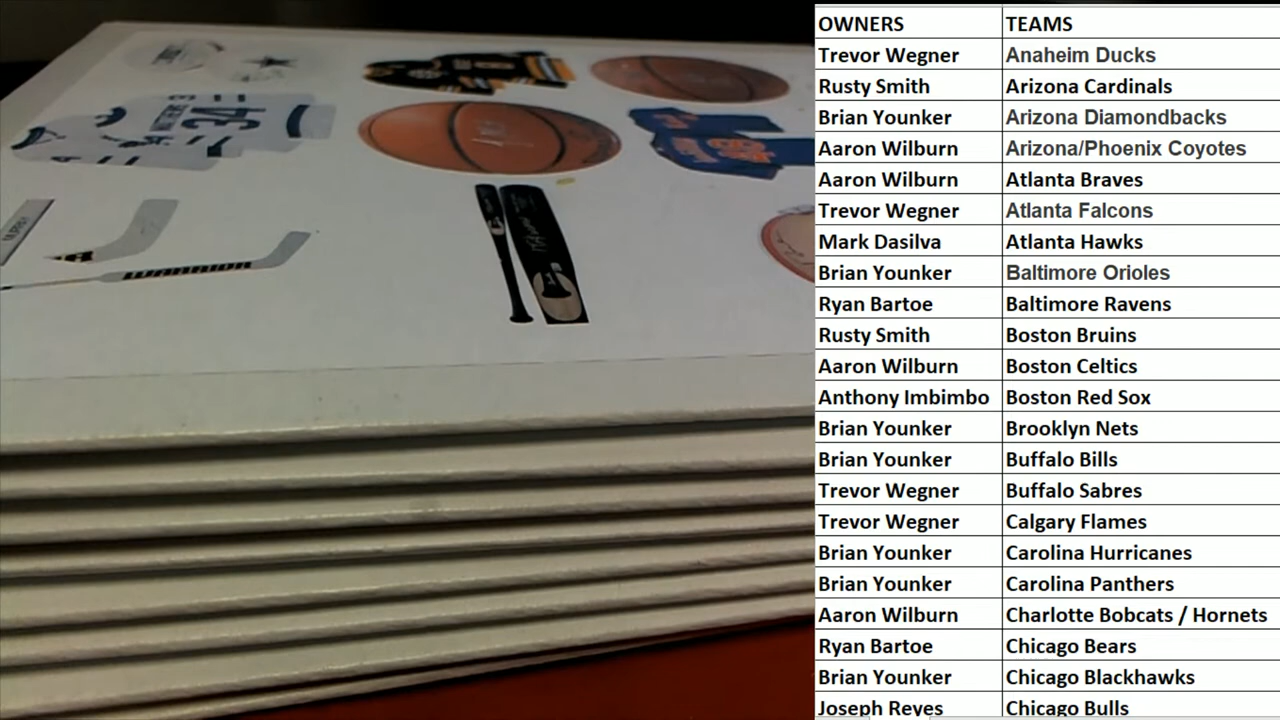 OWNERS TEAMS
Trevor Wegner Anaheim Ducks
Rusty Smith Arizona Cardinals
Brian Younker Arizona Diamondbacks
Aaron Wilburn Arizona/Phoenix Coyotes
Aaron Wilburn Atlanta Braves
Trevor Wegner Atlanta Falcons
Mark Dasilva Atlanta Hawks
Brian Younker Baltimore Orioles
Ryan Bartoe Baltimore Ravens
Rusty Smith Boston Bruins
Aaron Wilburn Boston Celtics
Anthony Imbimbo Boston Red Sox
Brian Younker Brooklyn Nets
Brian Younker Buffalo Bills
Trevor Wegner Buffalo Sabres
Trevor Wegner Calgary Flames
Brian Younker Carolina Hurricanes
Brian Younker Carolina Panthers
Aaron Wilburn Charlotte Bobcats / Hornets
Ryan Bartoe Chicago Bears
Brian Younker Chicago Blackhawks
Joseph Reyes Chicago Bulls
MATTHEWS
34
WARRIOR